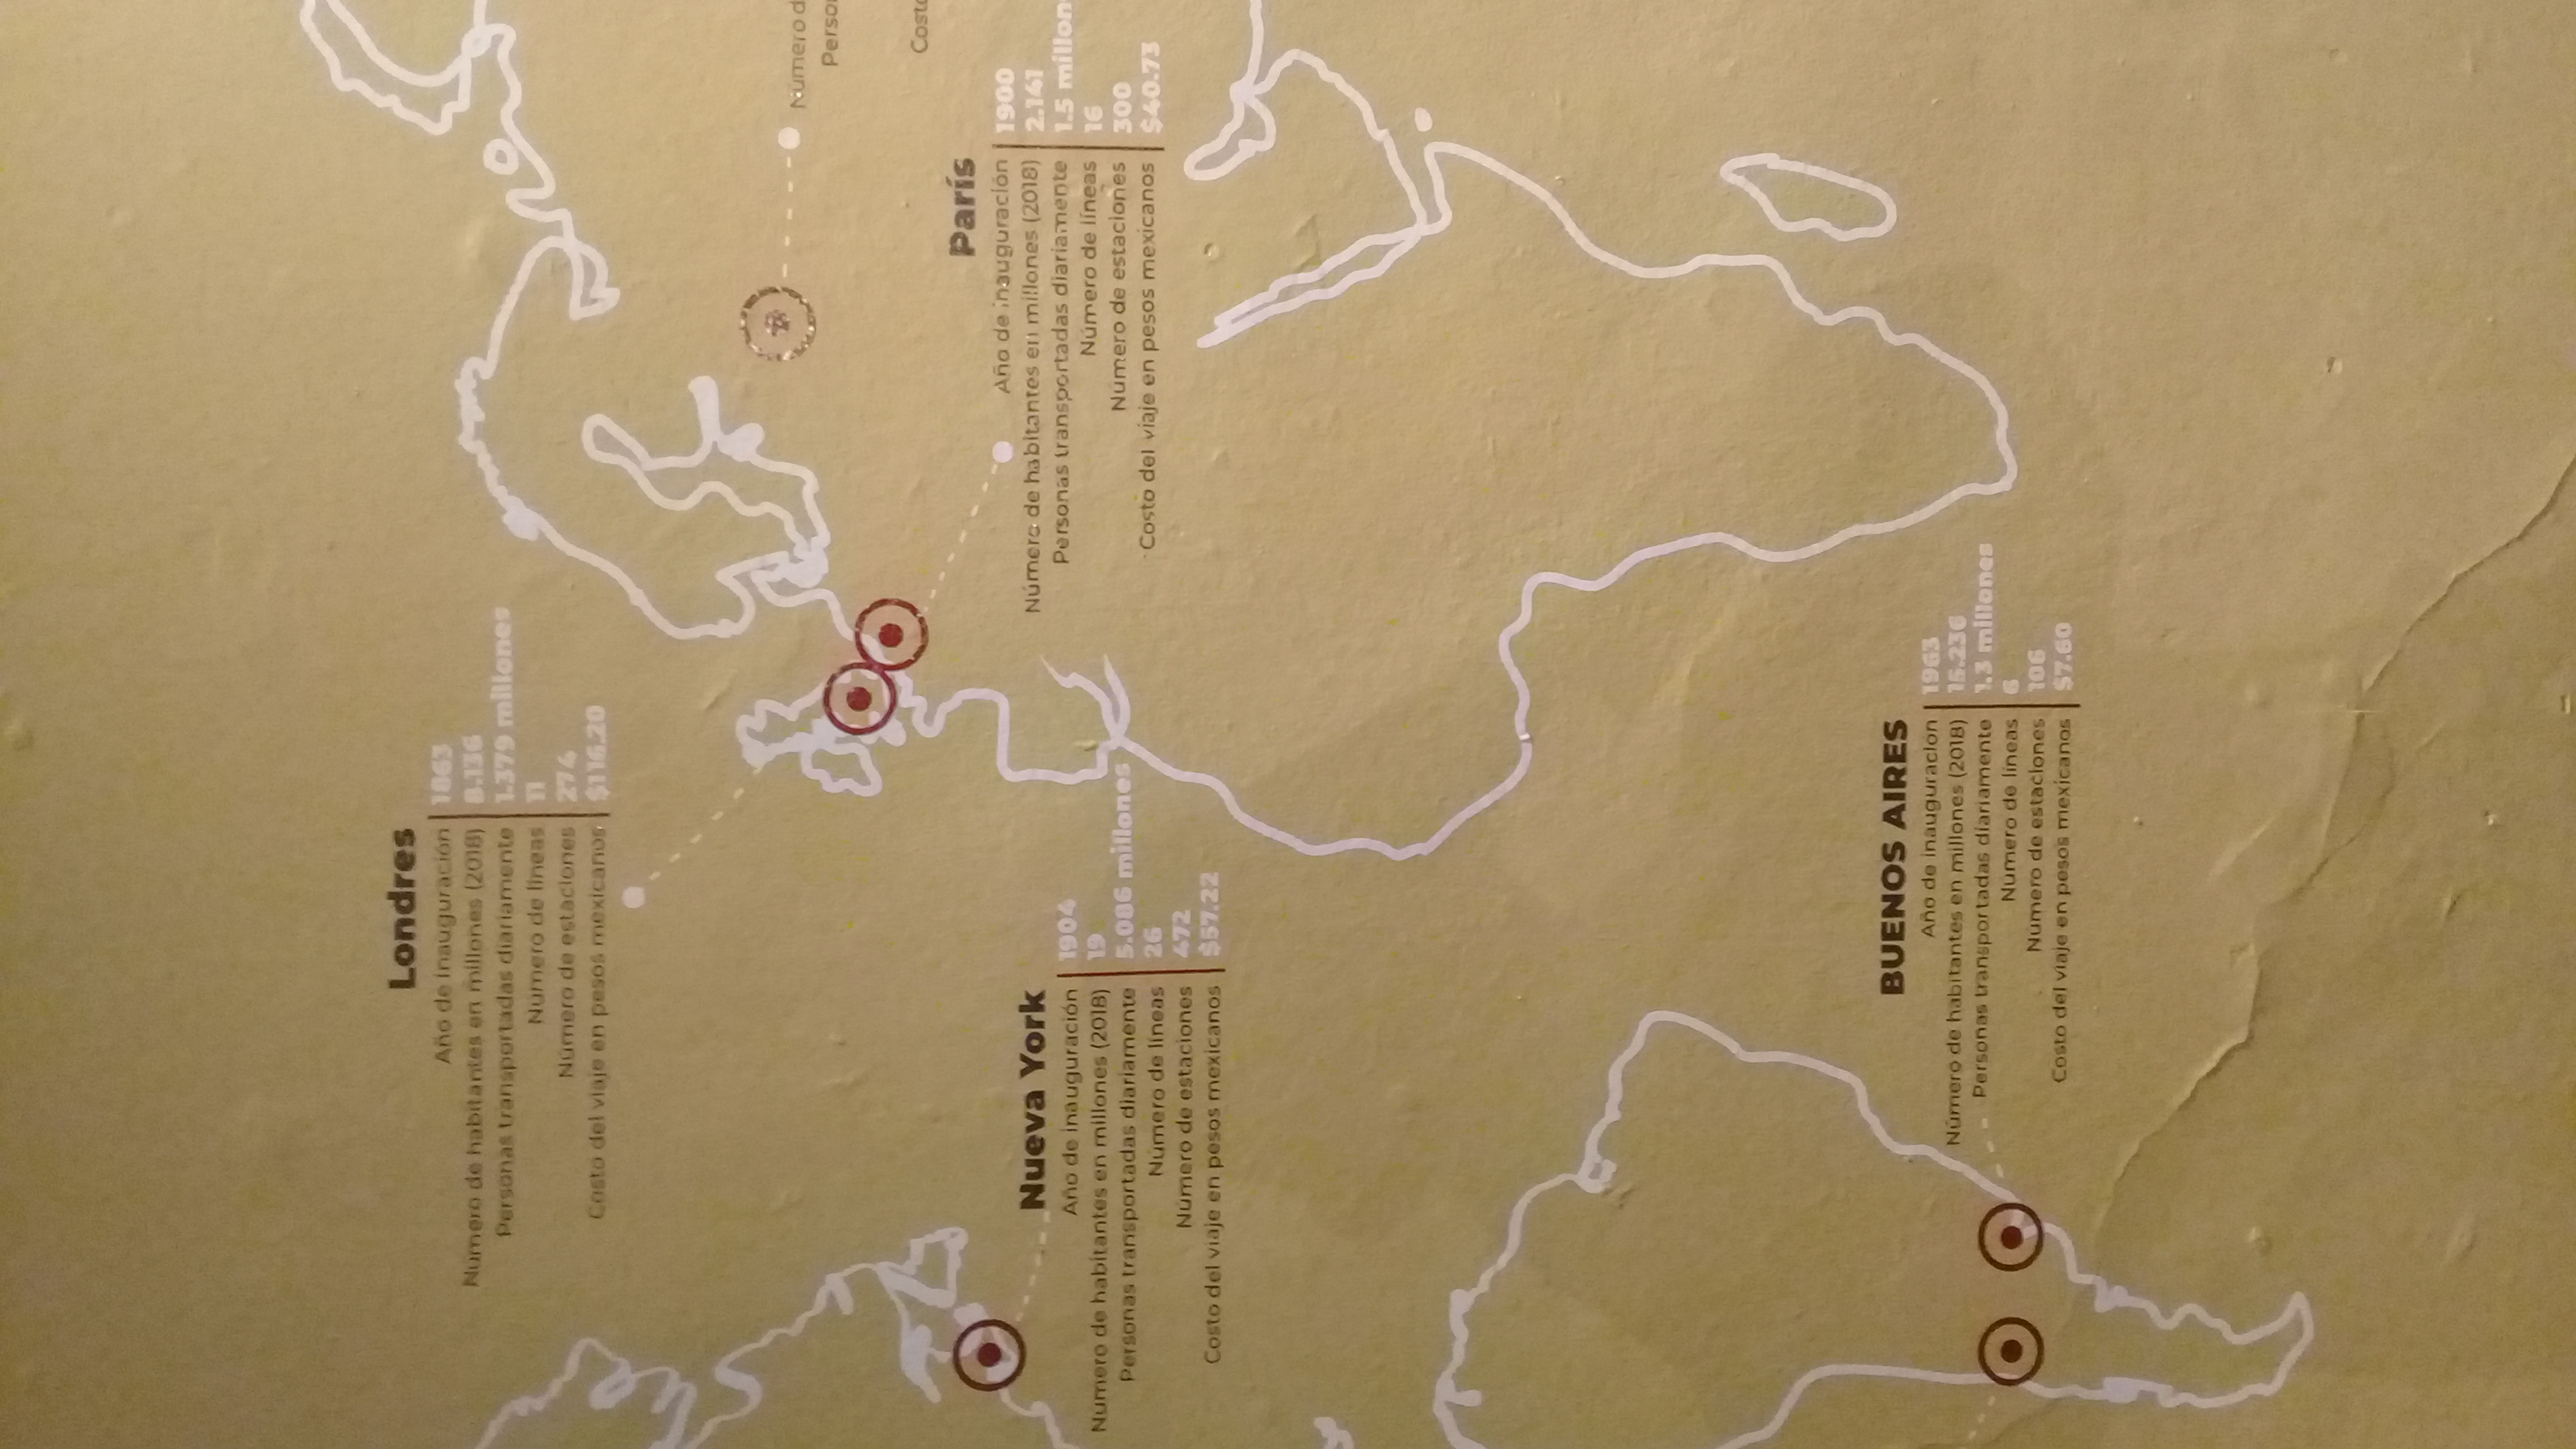 Londres
Año de Inauguración 1863
Número de habitantes en millones (2018) 8.136
Personas transportadas diariamente 1.379 millones
Número de líneas 11
Número de estaciones 274
Costo del viaje en pesos mexicanos $116.20
Número d
Perso
Costo
París
Año de inauguración 1900
Número de habitantes en millones (2018) 2.141
Personas transportadas diariamente 1.5 millon
Número de líneas 16
Número de estaciones 300
Costo del viaje en pesos mexicanos $40.73
Nueva York
Año de inauguración 1904
Número de habitantes en millones (2018) 19
Personas transportadas diariamente 5.086 millones
Número de líneas 26
Número de estaciones 472
Costo del viaje en pesos mexicanos $57.22
BUENOS AIRES
Año de inauguración 1963
Número de habitantes en millones (2018) 15.236
Personas transportadas diariamente 1.3 millones
Número de líneas 6
Número de estaciones 106
Costo del viaje en pesos mexicanos $7.60